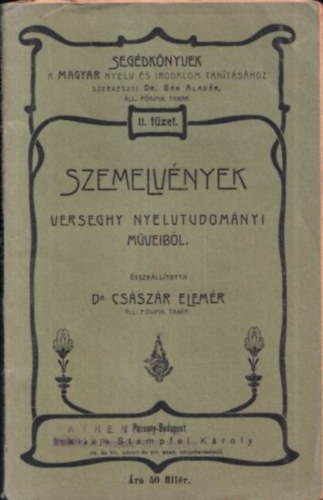 SEGÉDKÖNYVEK
A MAGYAR NYELV ÉS IRODALOM TANÍTÁSÁHOZ
SZERKESZTI DR. BÁN ALADÁR,
ÁLL. FŐGIMN. TANÁR.
II. füzet.
SZEMELVÉNYEK
VERSEGHY NYELVTUDOMÁNYI
MŰVEIBŐL.
ÖSSZEÁLLÍTOTTA
DR CSÁSZÁR ELEMÉR
ÁLL. FŐGIMN. TANÁR.
Pozsony-Budapest
Stampfel Károly
Ára 50 fillér.